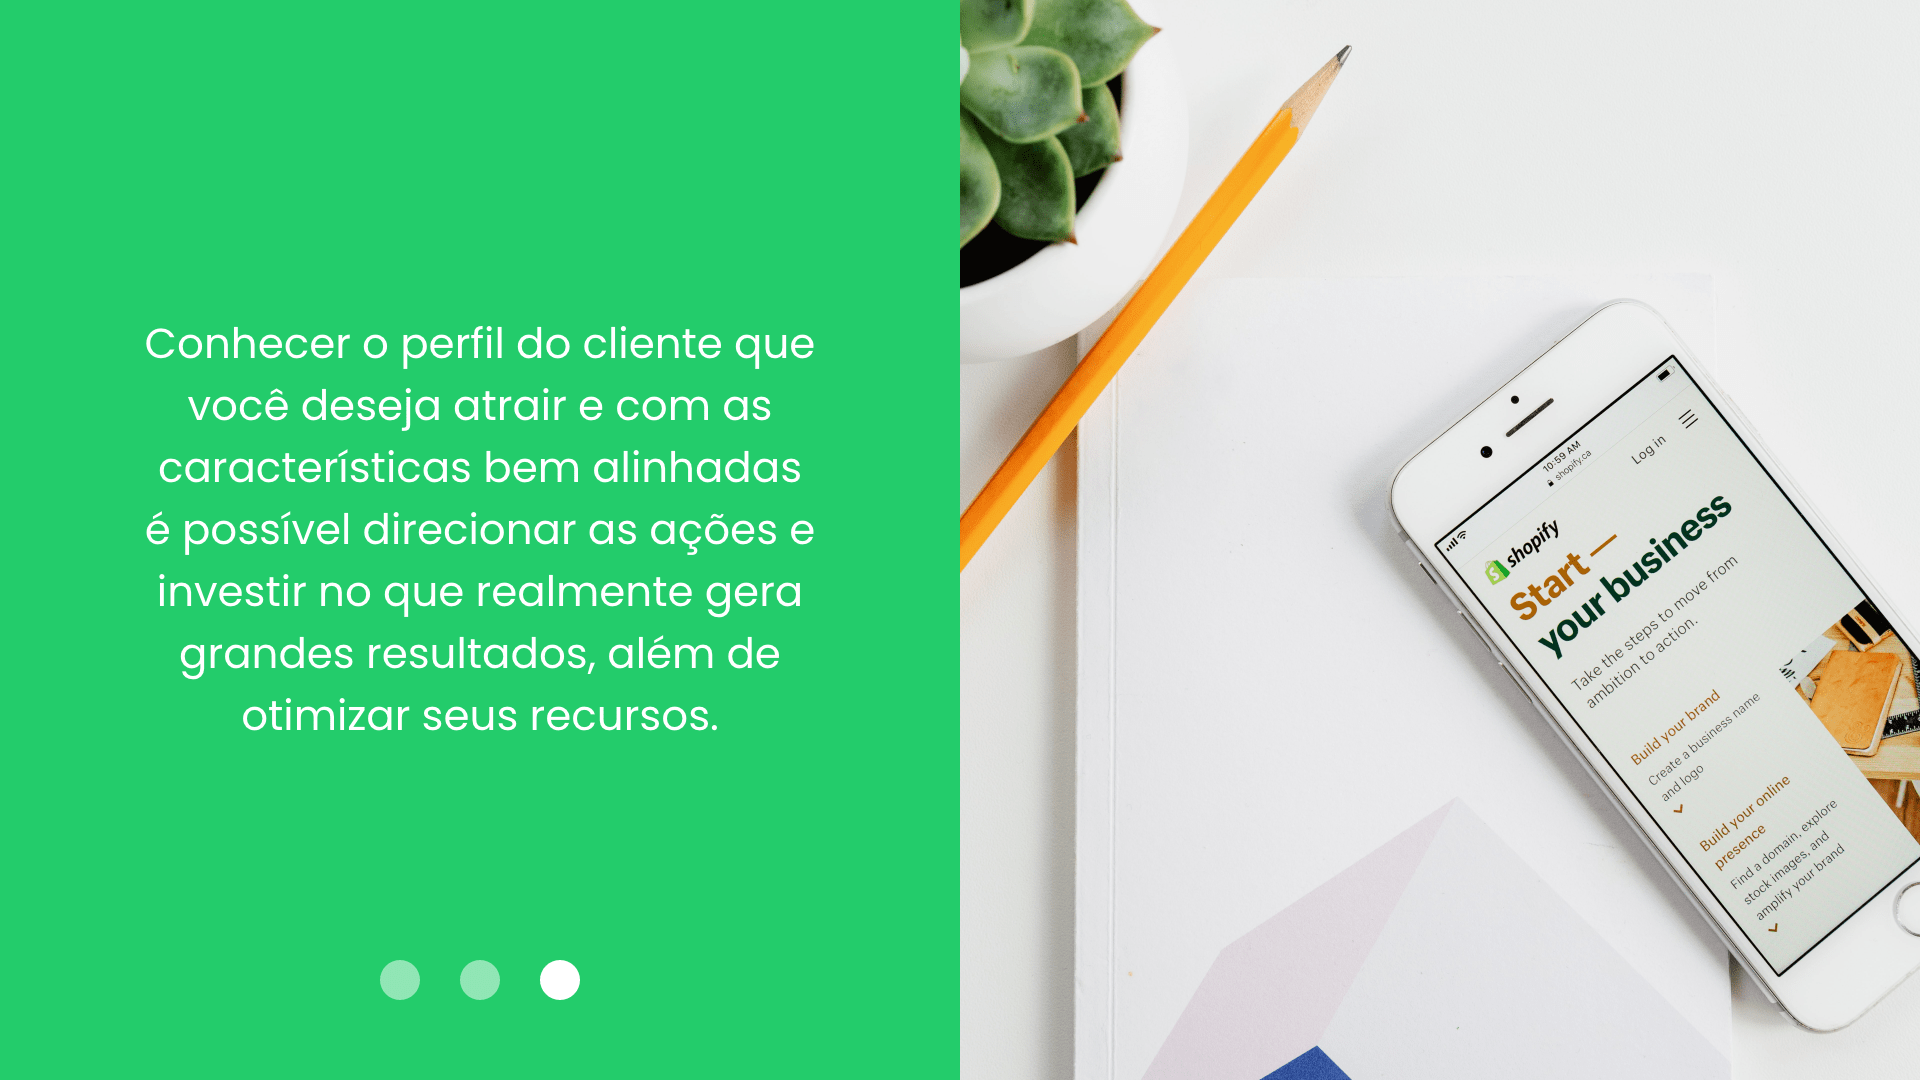 Conhecer o perfil do cliente que
você deseja atrair e com as
características bem alinhadas
é possível direcionar as ações e
investir no que realmente gera
grandes resultados, além de
otimizar seus recursos.
10:59 AM
shopify.ca
Log in
shopify
Start —
your business
Take the steps to move from
ambition to action.
Build your brand
Create a business name
and logo
Build your online
presence
Find a domain, explore
stock images, and
amplify your brand